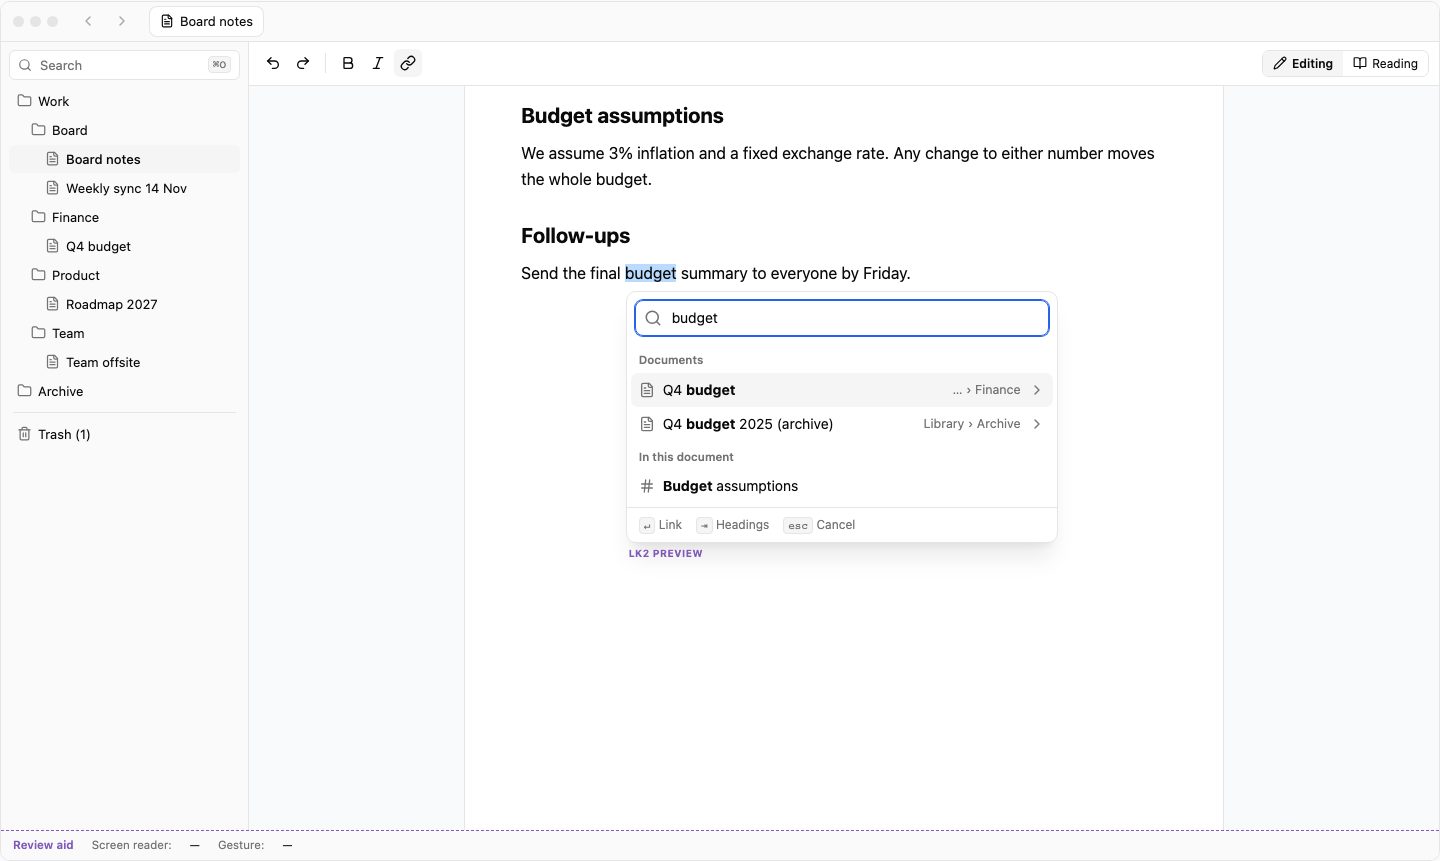 Board notes
Search ⌘O
Work
Board
Board notes
Weekly sync 14 Nov
Finance
Q4 budget
Product
Roadmap 2027
Team
Team offsite
Archive
Trash (1)
B I
Editing Reading
Budget assumptions
We assume 3% inflation and a fixed exchange rate. Any change to either number moves
the whole budget.
Follow-ups
Send the final budget summary to everyone by Friday.
budget
Documents
Q4 budget ... › Finance
Q4 budget 2025 (archive) Library › Archive
In this document
# Budget assumptions
↵ Link ⇥ Headings esc Cancel
LK2 PREVIEW
Review aid Screen reader: — Gesture: —